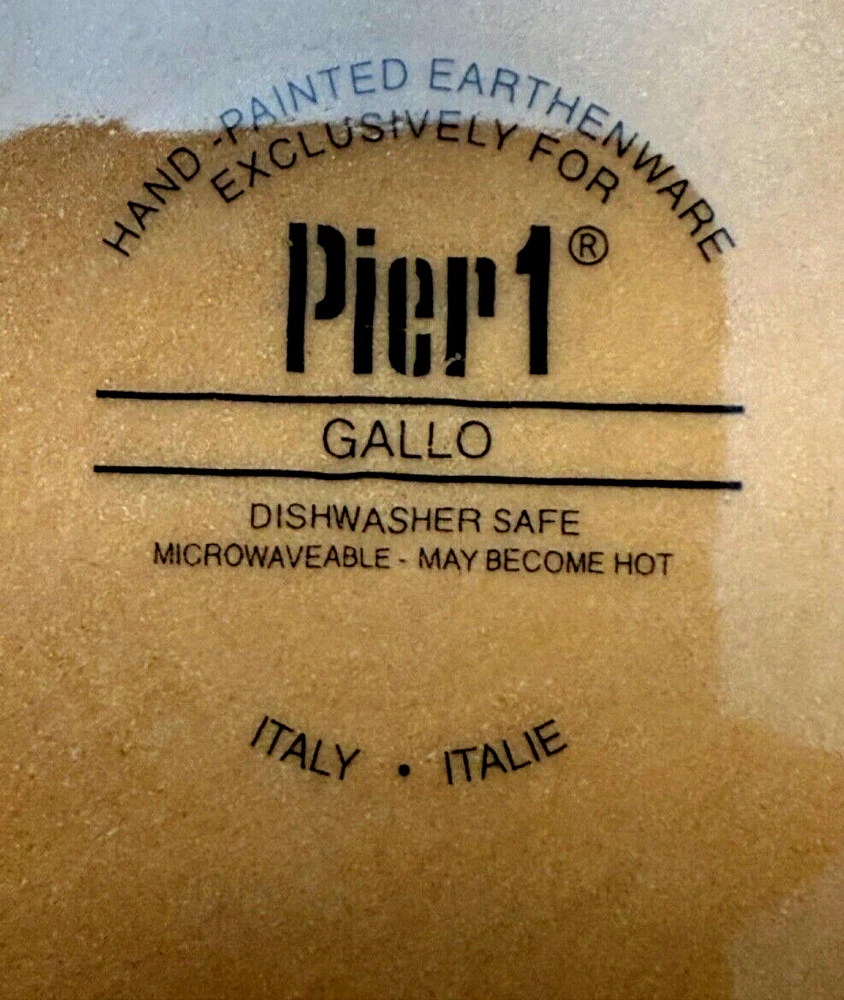 HAND-PAINTED EARTHENWARE
EXCLUSIVELY FOR
Pier1®
GALLO
DISHWASHER SAFE
MICROWAVEABLE - MAY BECOME HOT
ITALY • ITALIE